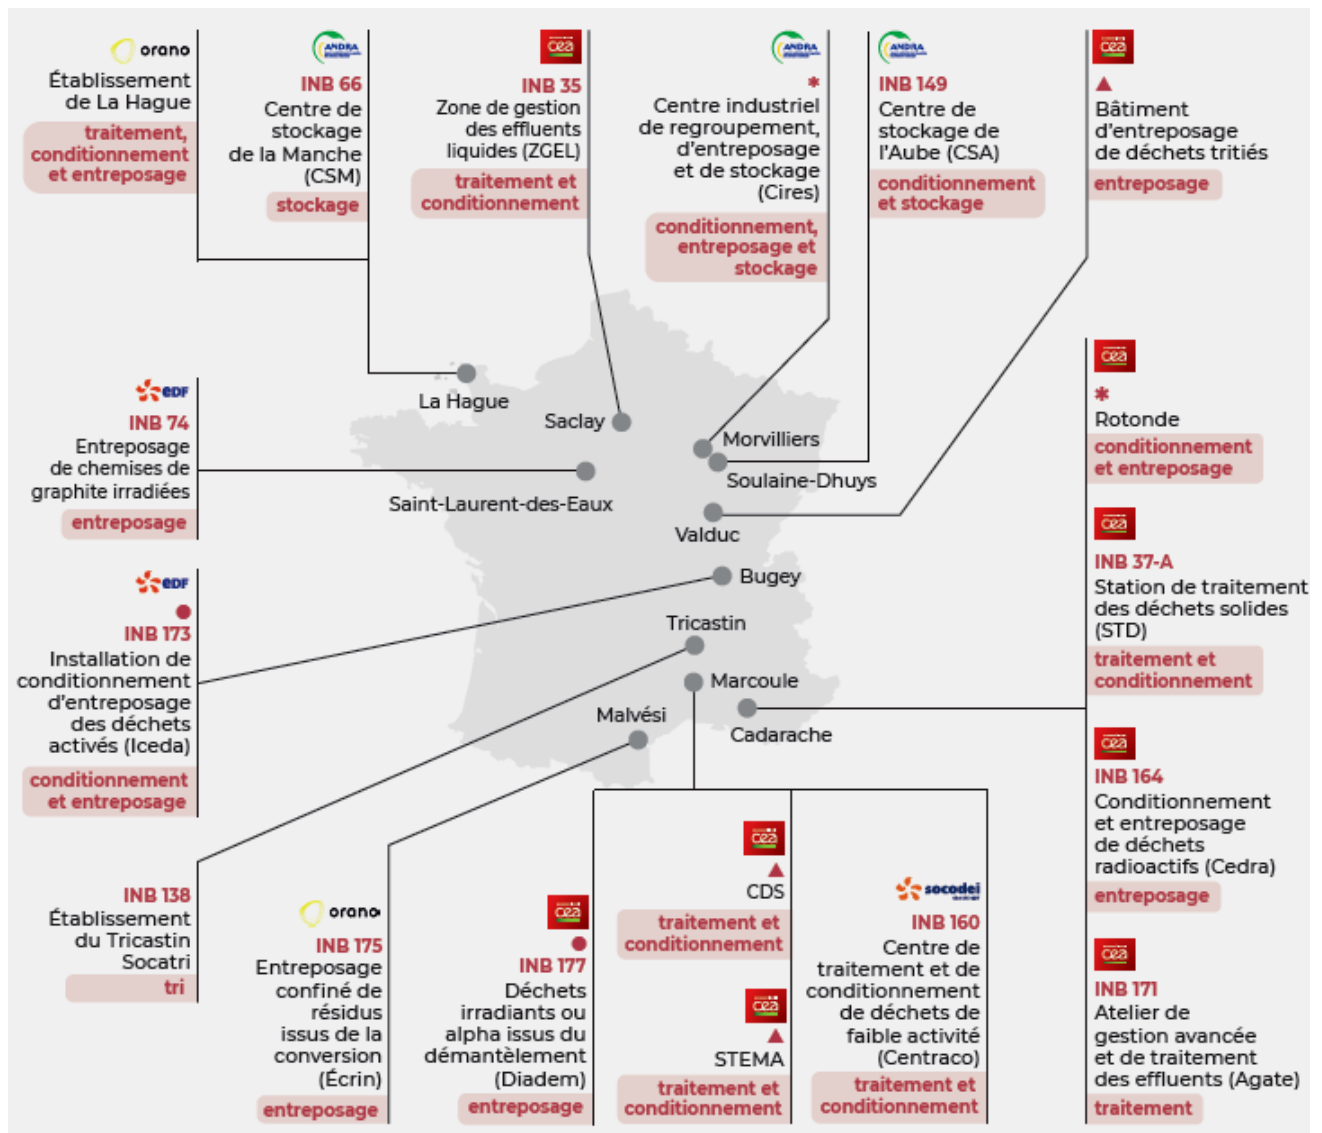 orano
Établissement
de La Hague
traitement,
conditionnement
et entreposage
ANDRA
INB 66
Centre de
stockage
de la Manche
(CSM)
stockage
cea
INB 35
Zone de gestion
des effluents
liquides (ZGEL)
traitement et
conditionnement
ANDRA
*
Centre industriel
de regroupement,
d'entreposage
et de stockage
(Cires)
conditionnement,
entreposage et
stockage
ANDRA
INB 149
Centre de
stockage de
l'Aube (CSA)
conditionnement
et stockage
cea
Bâtiment
d'entreposage
de déchets tritiés
entreposage
La Hague
Saclay
Morvilliers
Soulaine-Dhuys
Saint-Laurent-des-Eaux
Valduc
Bugey
Tricastin
Marcoule
Malvési
Cadarache
eDF
INB 74
Entreposage
de chemises de
graphite irradiées
entreposage
eDF
INB 173
Installation de
conditionnement
d'entreposage
des déchets
activés (Iceda)
conditionnement
et entreposage
INB 138
Établissement
du Tricastin
Socatri
tri
orano
INB 175
Entreposage
confiné de
résidus
issus de la
conversion
(Écrin)
entreposage
cea
INB 177
Déchets
irradiants ou
alpha issus du
démantèlement
(Diadem)
entreposage
cea
CDS
traitement et
conditionnement
cea
STEMA
traitement et
conditionnement
socodei
INB 160
Centre de
traitement et de
conditionnement
de déchets de
faible activité
(Centraco)
traitement et
conditionnement
cea
*
Rotonde
conditionnement
et entreposage
cea
INB 37-A
Station de traitement
des déchets solides
(STD)
traitement et
conditionnement
cea
INB 164
Conditionnement
et entreposage
de déchets
radioactifs (Cedra)
entreposage
cea
INB 171
Atelier de
gestion avancée
et de traitement
des effluents (Agate)
traitement